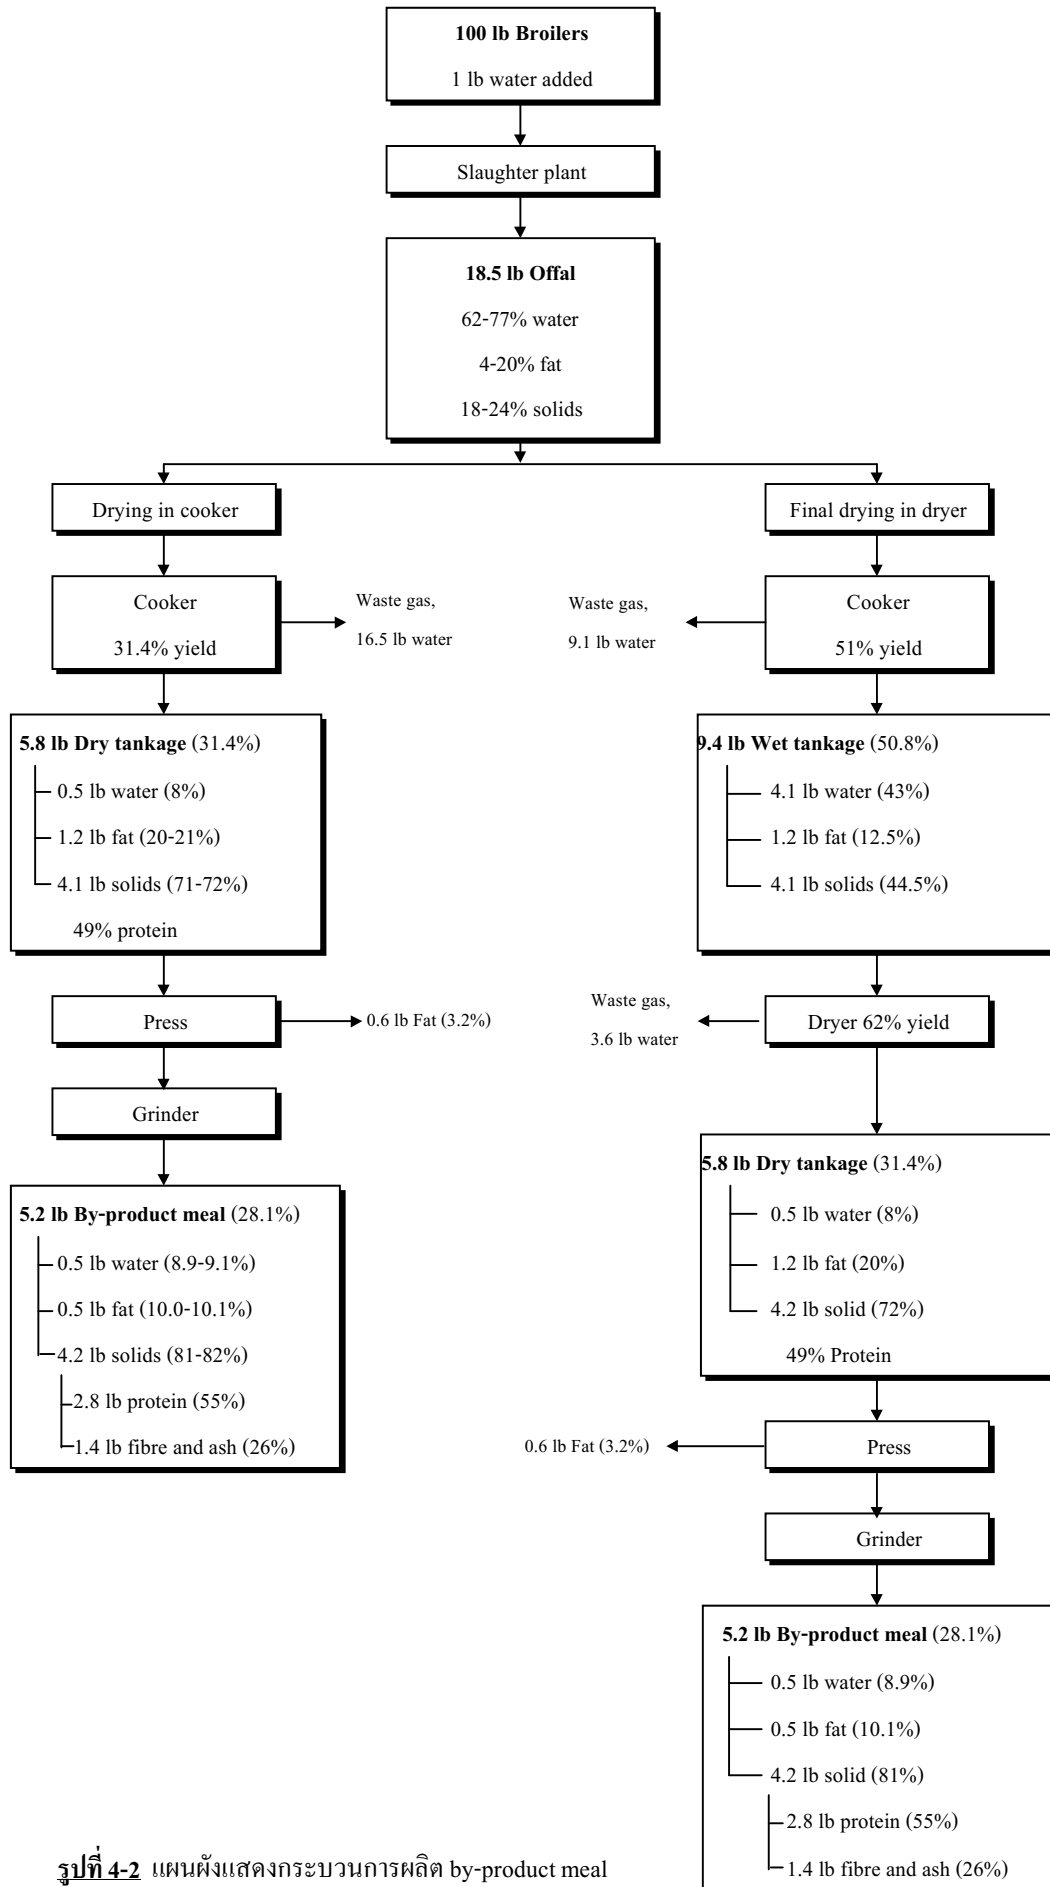 100 lb Broilers
1 lb water added
Slaughter plant
18.5 lb Offal
62-77% water
4-20% fat
18-24% solids
Drying in cooker
Cooker
31.4% yield
Waste gas,
16.5 lb water
5.8 lb Dry tankage (31.4%)
0.5 lb water (8%)
1.2 lb fat (20-21%)
4.1 lb solids (71-72%)
49% protein
Press
0.6 lb Fat (3.2%)
Grinder
5.2 lb By-product meal (28.1%)
0.5 lb water (8.9-9.1%)
0.5 lb fat (10.0-10.1%)
4.2 lb solids (81-82%)
2.8 lb protein (55%)
1.4 lb fibre and ash (26%)
Final drying in dryer
Cooker
51% yield
Waste gas,
9.1 lb water
9.4 lb Wet tankage (50.8%)
4.1 lb water (43%)
1.2 lb fat (12.5%)
4.1 lb solids (44.5%)
Dryer 62% yield
Waste gas,
3.6 lb water
5.8 lb Dry tankage (31.4%)
0.5 lb water (8%)
1.2 lb fat (20%)
4.2 lb solid (72%)
49% Protein
Press
0.6 lb Fat (3.2%)
Grinder
5.2 lb By-product meal (28.1%)
0.5 lb water (8.9%)
0.5 lb fat (10.1%)
4.2 lb solid (81%)
2.8 lb protein (55%)
1.4 lb fibre and ash (26%)
รูปที่ 4-2 แผนผังแสดงกระบวนการผลิต by-product meal